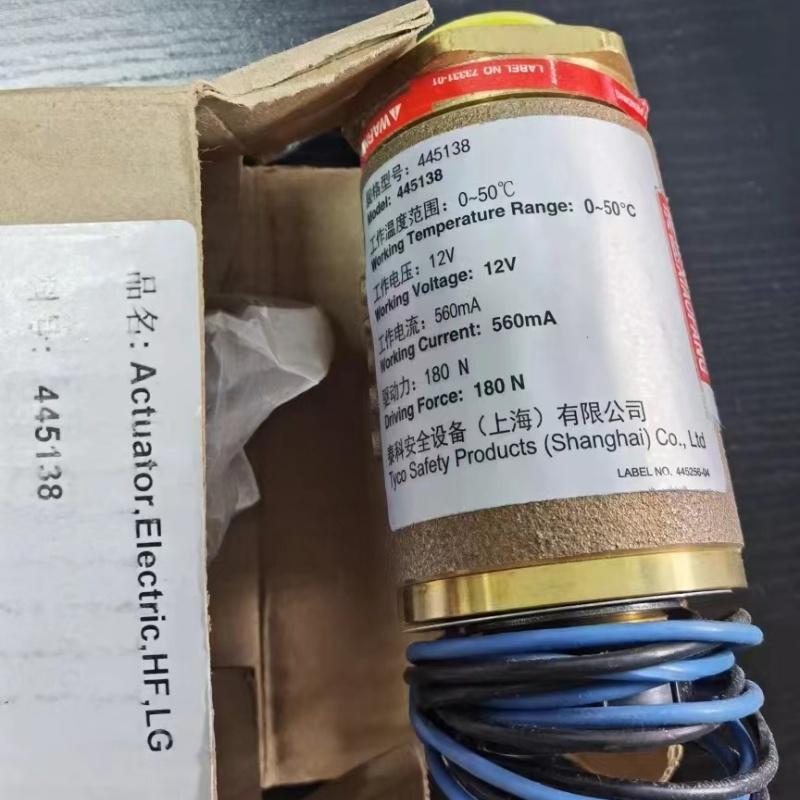 品名: Actuator,Electric,HF,LG
型号: 445138
LABEL NO 73331-01
WARN
规格型号: 445138
Model: 445138
工作温度范围: 0~50℃
Working Temperature Range: 0~50°C
工作电压: 12V
Working Voltage: 12V
工作电流: 560mA
Working Current: 560mA
驱动力: 180 N
Driving Force: 180 N
泰科安全设备（上海）有限公司
Tyco Safety Products (Shanghai) Co., Ltd
LABEL NO. 445256-04